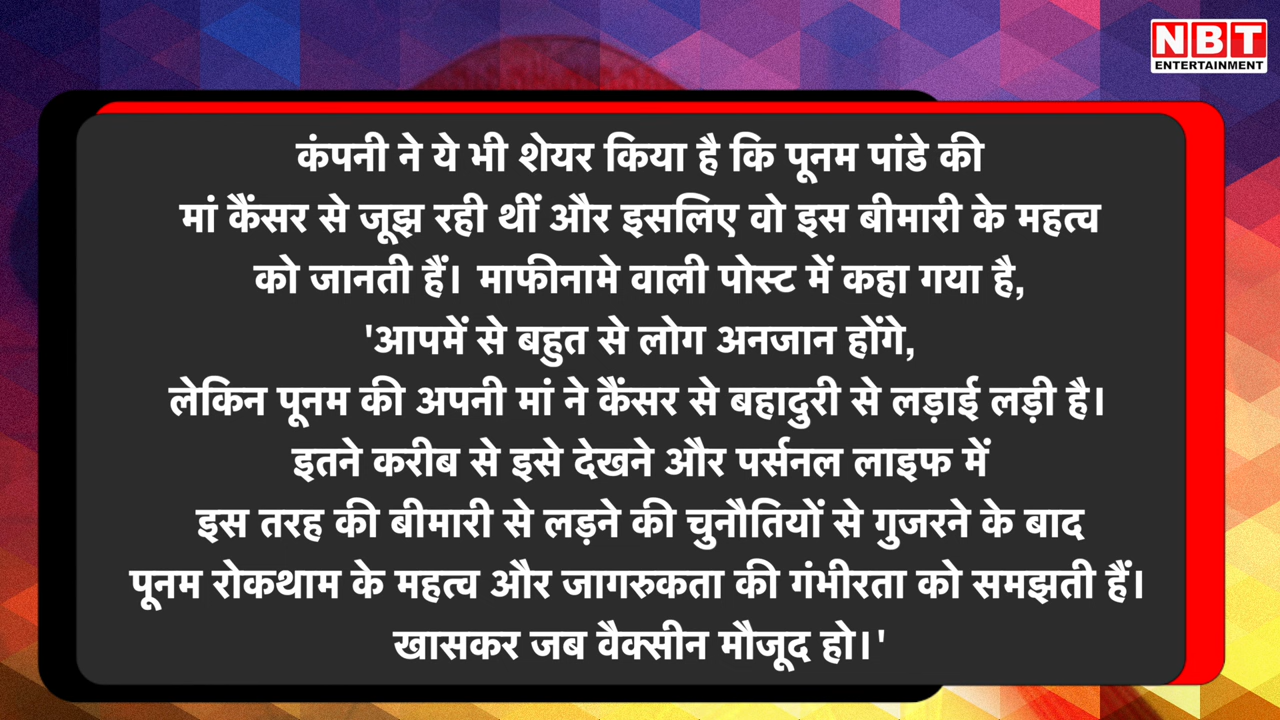 NBT
ENTERTAINMENT
कंपनी ने ये भी शेयर किया है कि पूनम पांडे की
मां कैंसर से जूझ रही थीं और इसलिए वो इस बीमारी के महत्व
को जानती हैं। माफीनामे वाली पोस्ट में कहा गया है,
'आपमें से बहुत से लोग अनजान होंगे,
लेकिन पूनम की अपनी मां ने कैंसर से बहादुरी से लड़ाई लड़ी है।
इतने करीब से इसे देखने और पर्सनल लाइफ में
इस तरह की बीमारी से लड़ने की चुनौतियों से गुजरने के बाद
पूनम रोकथाम के महत्व और जागरुकता की गंभीरता को समझती हैं।
खासकर जब वैक्सीन मौजूद हो।'